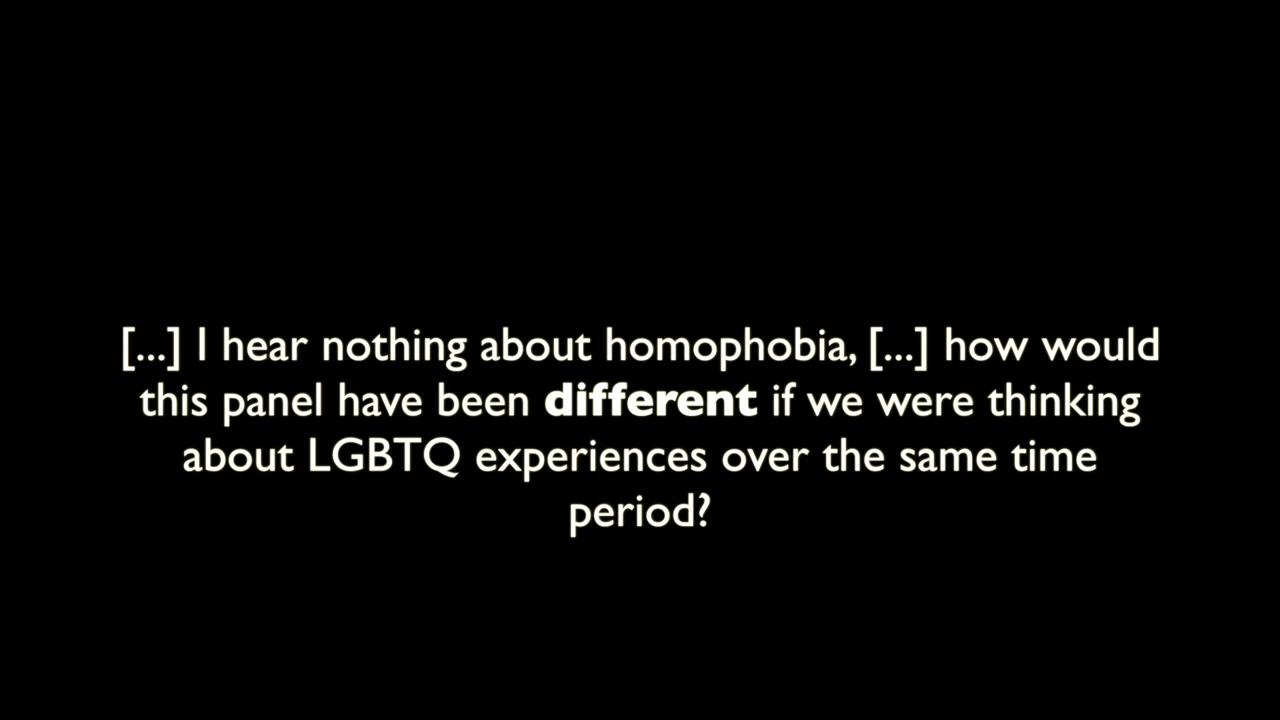 [...] I hear nothing about homophobia, [...] how would
this panel have been different if we were thinking
about LGBTQ experiences over the same time
period?